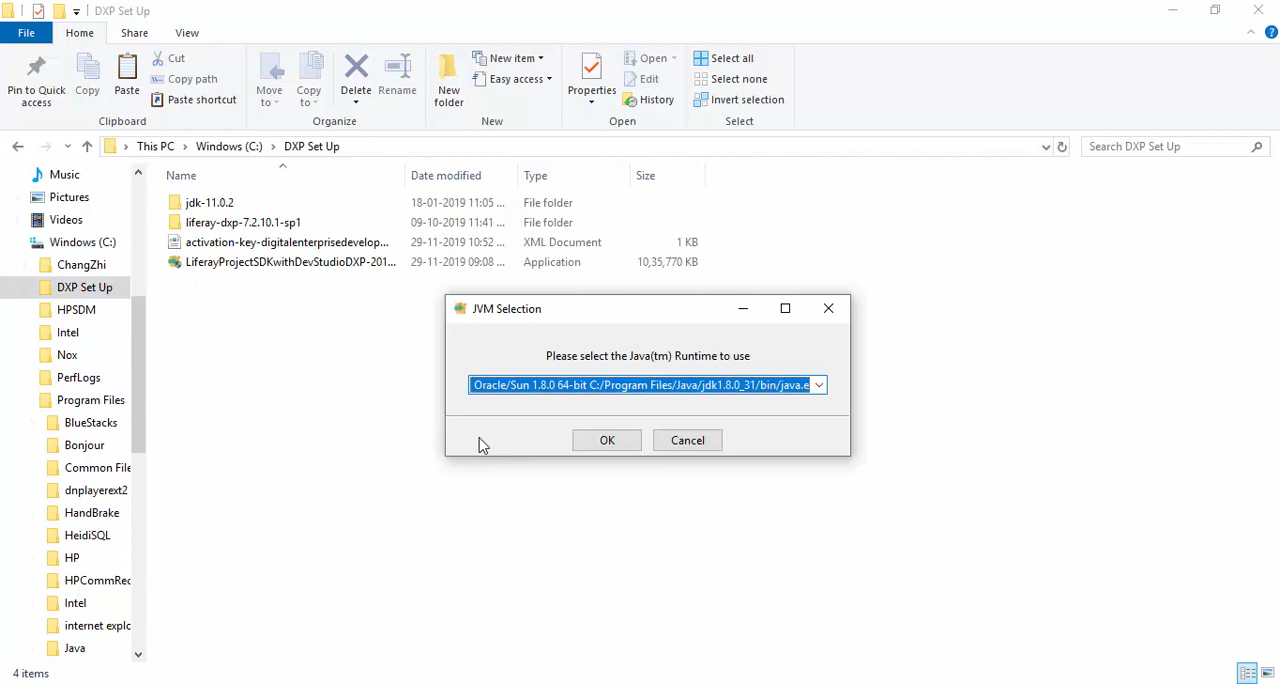 DXP Set Up
File Home Share View
Pin to Quick access
Copy
Paste
Cut
Copy path
Paste shortcut
Clipboard
Move to
Copy to
Delete
Rename
Organize
New folder
New item
Easy access
New
Properties
Open
Edit
History
Open
Select all
Select none
Invert selection
Select
This PC › Windows (C:) › DXP Set Up
Search DXP Set Up
Name Date modified Type Size
jdk-11.0.2 18-01-2019 11:05 ... File folder
liferay-dxp-7.2.10.1-sp1 09-10-2019 11:41 ... File folder
activation-key-digitalenterprisedevelop... 29-11-2019 10:52 ... XML Document 1 KB
LiferayProjectSDKwithDevStudioDXP-201... 29-11-2019 09:08 ... Application 10,35,770 KB
Music
Pictures
Videos
Windows (C:)
ChangZhi
DXP Set Up
HPSDM
Intel
Nox
PerfLogs
Program Files
BlueStacks
Bonjour
Common File
dnplayerext2
HandBrake
HeidiSQL
HP
HPCommRec
Intel
internet explo
Java
JVM Selection
Please select the Java(tm) Runtime to use
Oracle/Sun 1.8.0 64-bit C:/Program Files/Java/jdk1.8.0_31/bin/java.e
OK Cancel
4 items